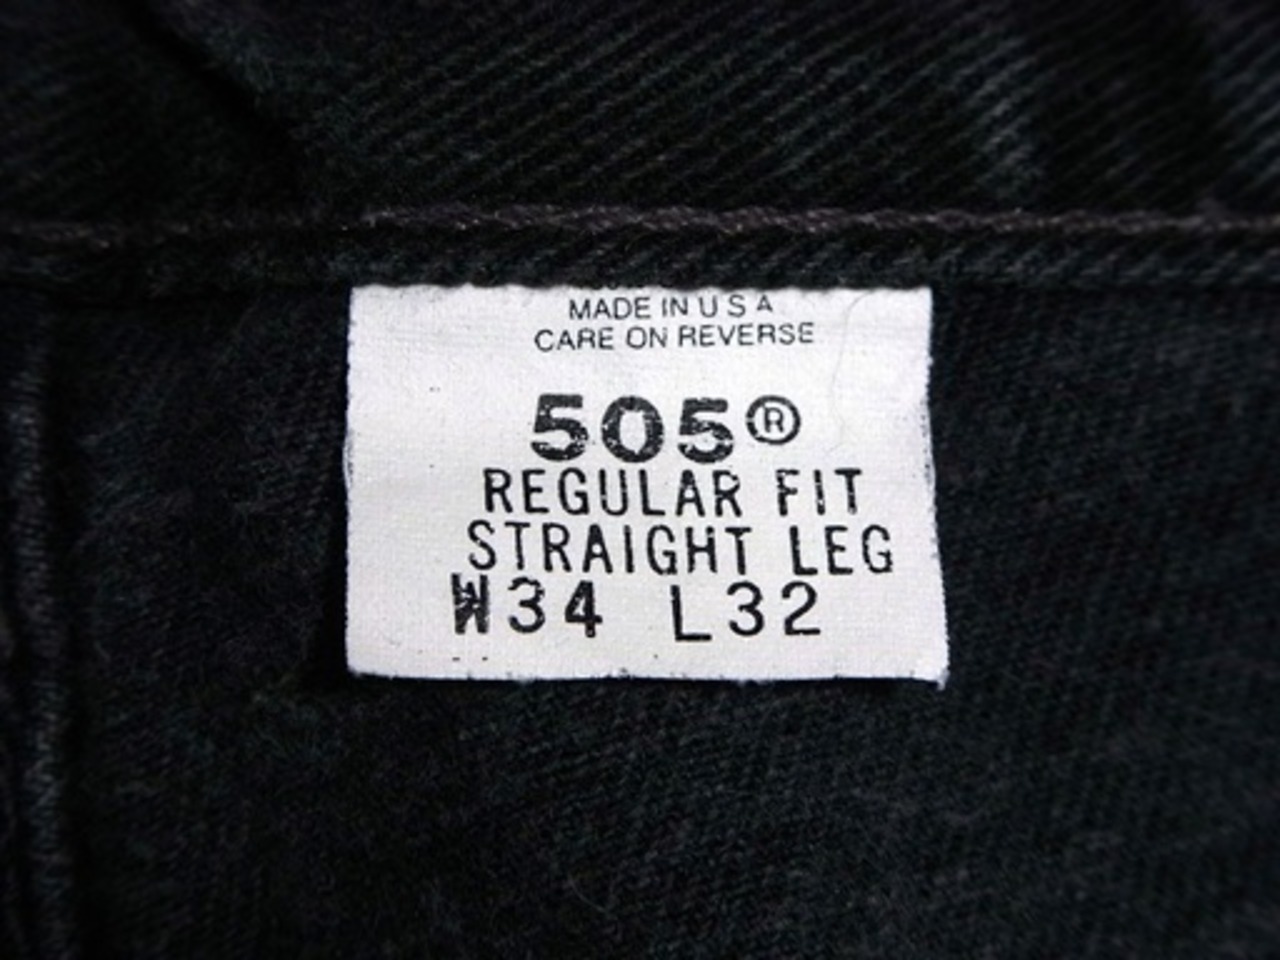 MADE IN U S A
CARE ON REVERSE
505®
REGULAR FIT
STRAIGHT LEG
W34 L32